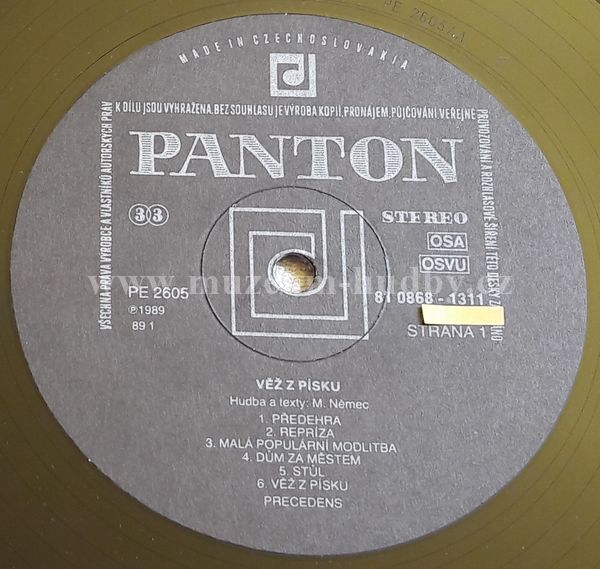 PE 2605/A
MADE IN CZECHOSLOVAKIA
VŠECHNA PRÁVA VÝROBCE A VLASTNÍKŮ AUTORSKÝCH PRÁV
K DÍLU JSOU VYHRAŽENA. BEZ SOUHLASU JE VÝROBA KOPIÍ, PRONÁJEM, PŮJČOVÁNÍ VEŘEJNÉ
PROVOZOVÁNÍ A ROZHLASOVÉ ŠÍŘENÍ TÉTO DESKY
PANTON
33
STEREO
OSA
OSVU
www.muzeum-hudby.cz
PE 2605
81 0868 - 1311
℗1989
89 1
STRANA 1
VĚŽ Z PÍSKU
Hudba a texty: M. Němec
1. PŘEDEHRA
2. REPRÍZA
3. MALÁ POPULÁRNÍ MODLITBA
4. DŮM ZA MĚSTEM
5. STŮL
6. VĚŽ Z PÍSKU
PRECEDENS